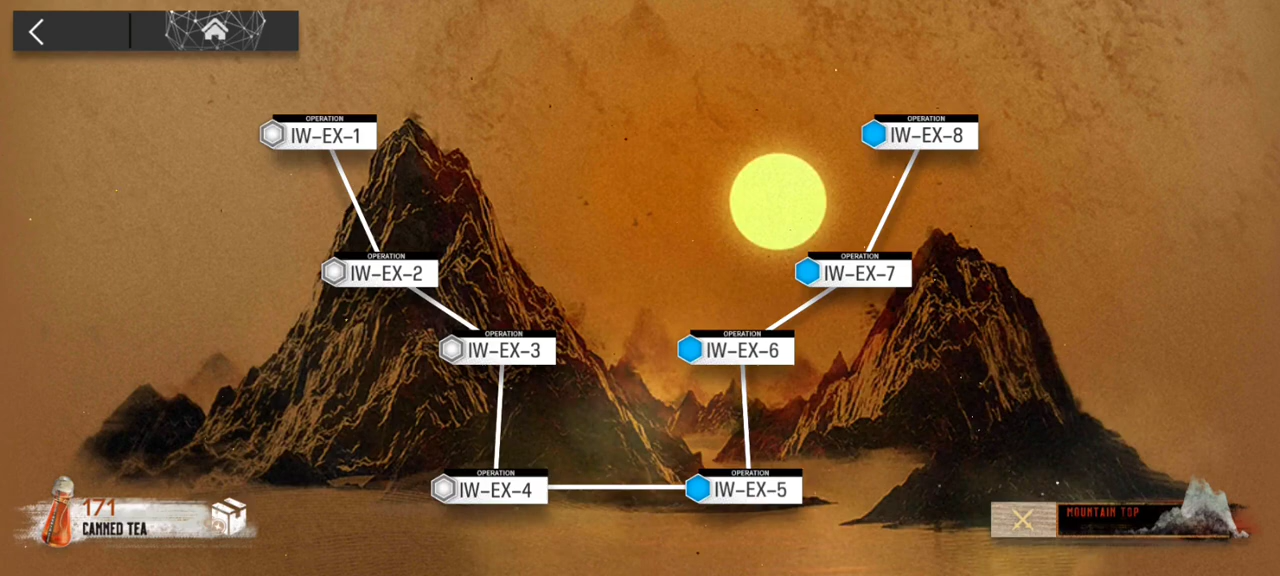 OPERATION
IW-EX-1
OPERATION
IW-EX-8
OPERATION
IW-EX-2
OPERATION
IW-EX-7
OPERATION
IW-EX-3
OPERATION
IW-EX-6
OPERATION
IW-EX-4
OPERATION
IW-EX-5
171
CANNED TEA
MOUNTAIN TOP